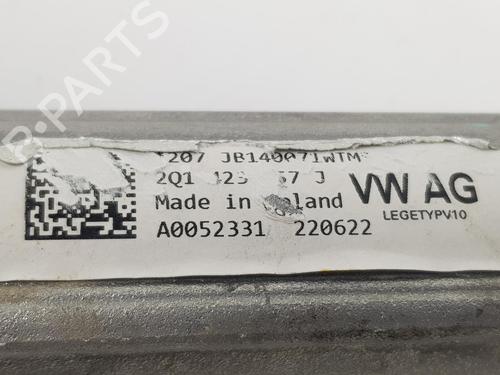 B-PARTS
JB140071WTM
2Q1
J
Made in
A0052331 220622
VW AG
LEGETYPV10